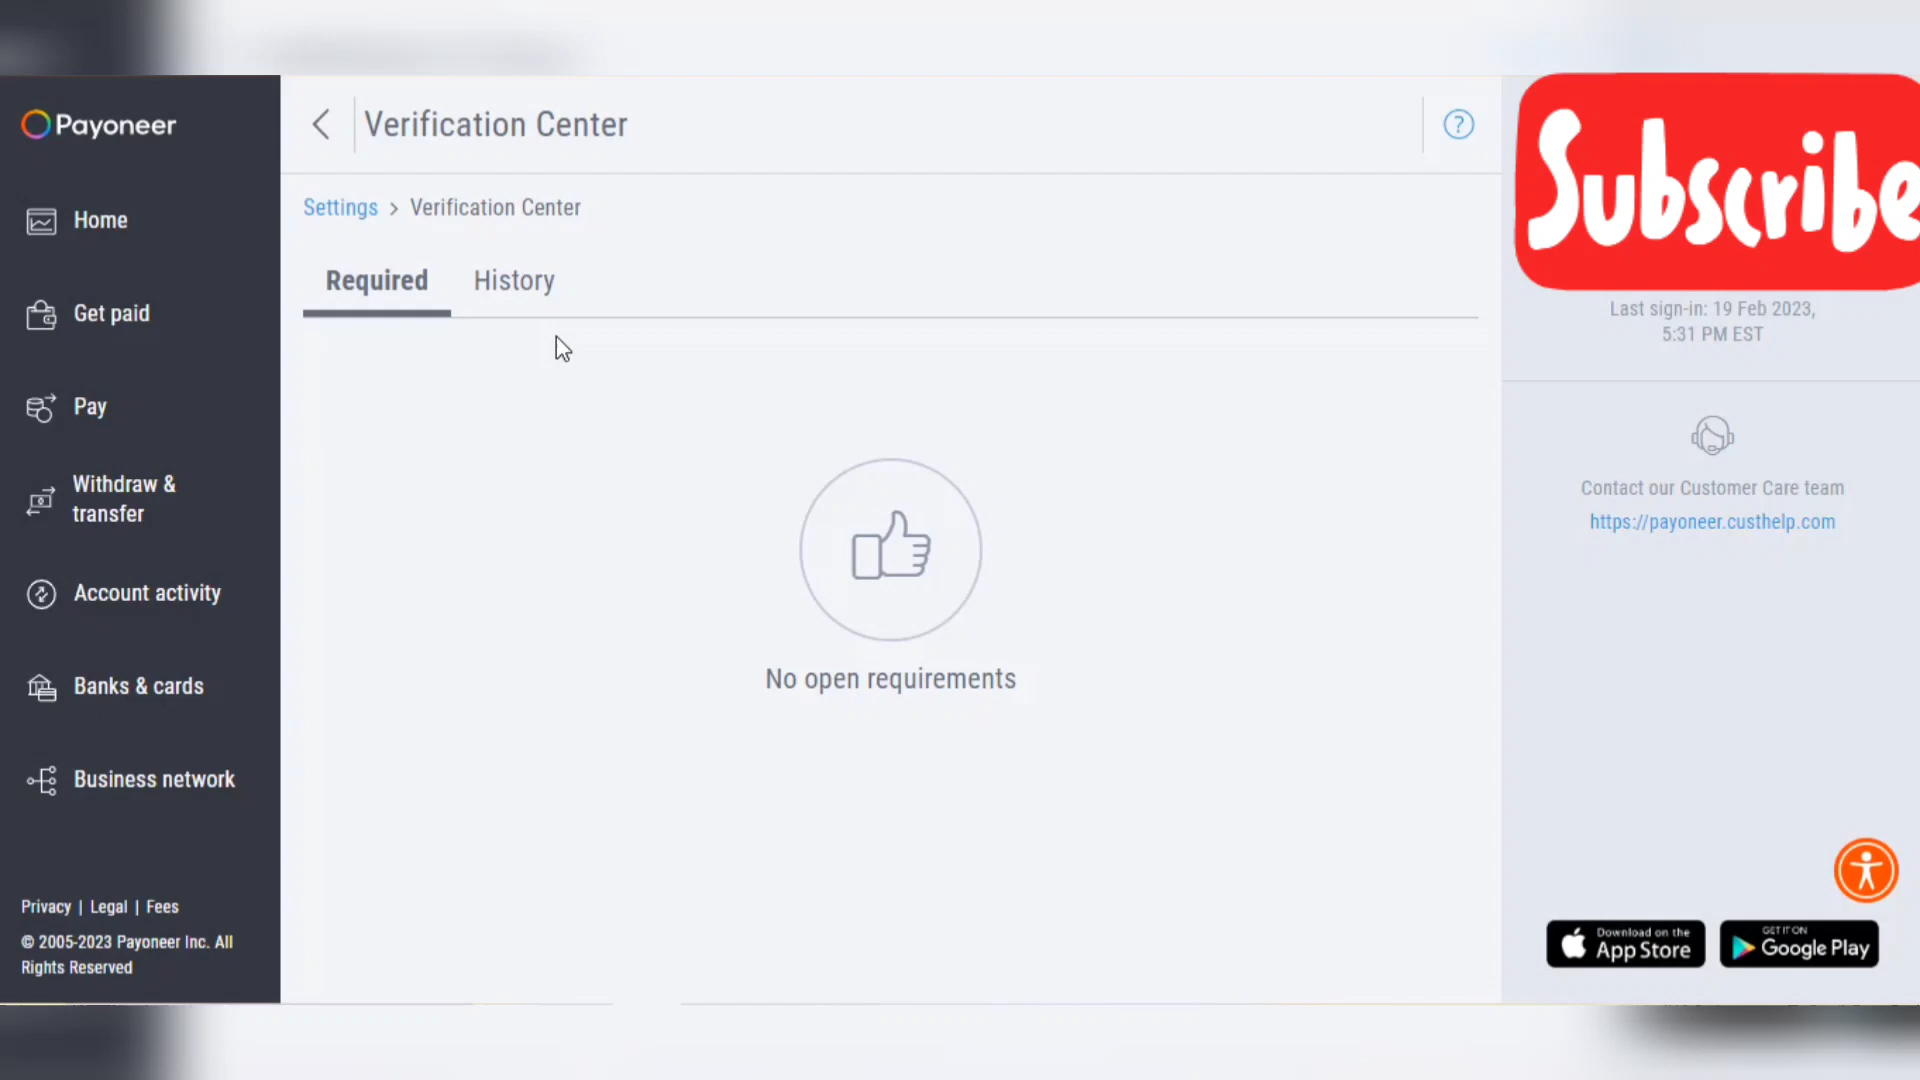 Payoneer
Home
Get paid
Pay
Withdraw &
transfer
Account activity
Banks & cards
Business network
Privacy | Legal | Fees
© 2005-2023 Payoneer Inc. All
Rights Reserved
Verification Center
?
Settings > Verification Center
Required
History
No open requirements
Subscribe
Last sign-in: 19 Feb 2023,
5:31 PM EST
Contact our Customer Care team
https://payoneer.custhelp.com
Download on the
App Store
GET IT ON
Google Play